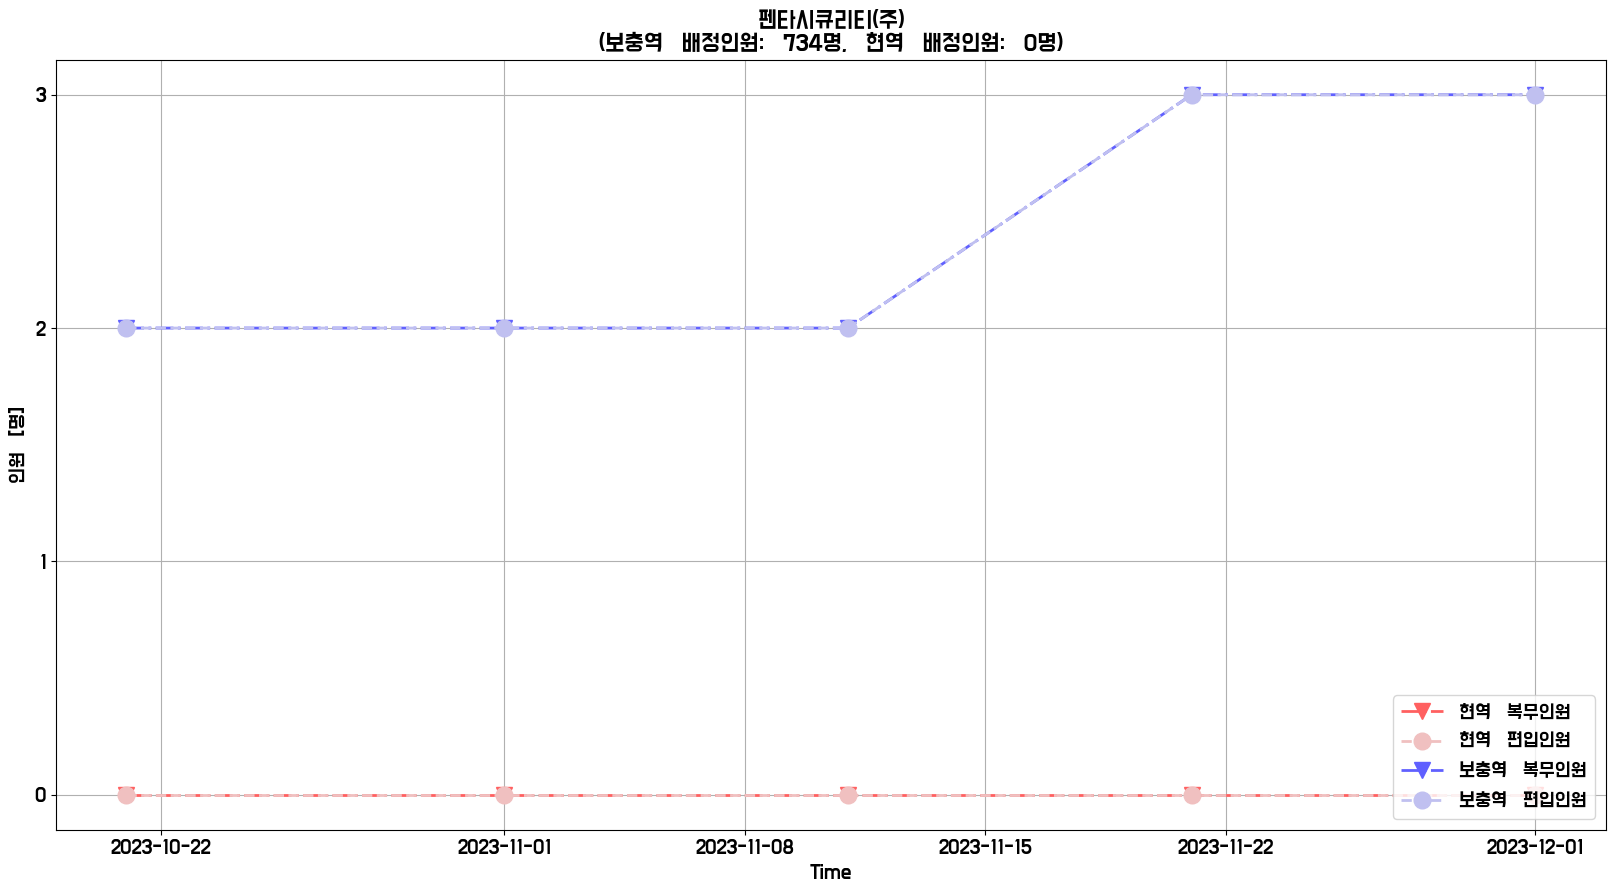 펜타시큐리티(주)
(보충역 배정인원: 734명, 현역 배정인원: 0명)
3
2
1
0
인원 [명]
현역 복무인원
현역 편입인원
보충역 복무인원
보충역 편입인원
2023-10-22
2023-11-01
2023-11-08
2023-11-15
2023-11-22
2023-12-01
Time